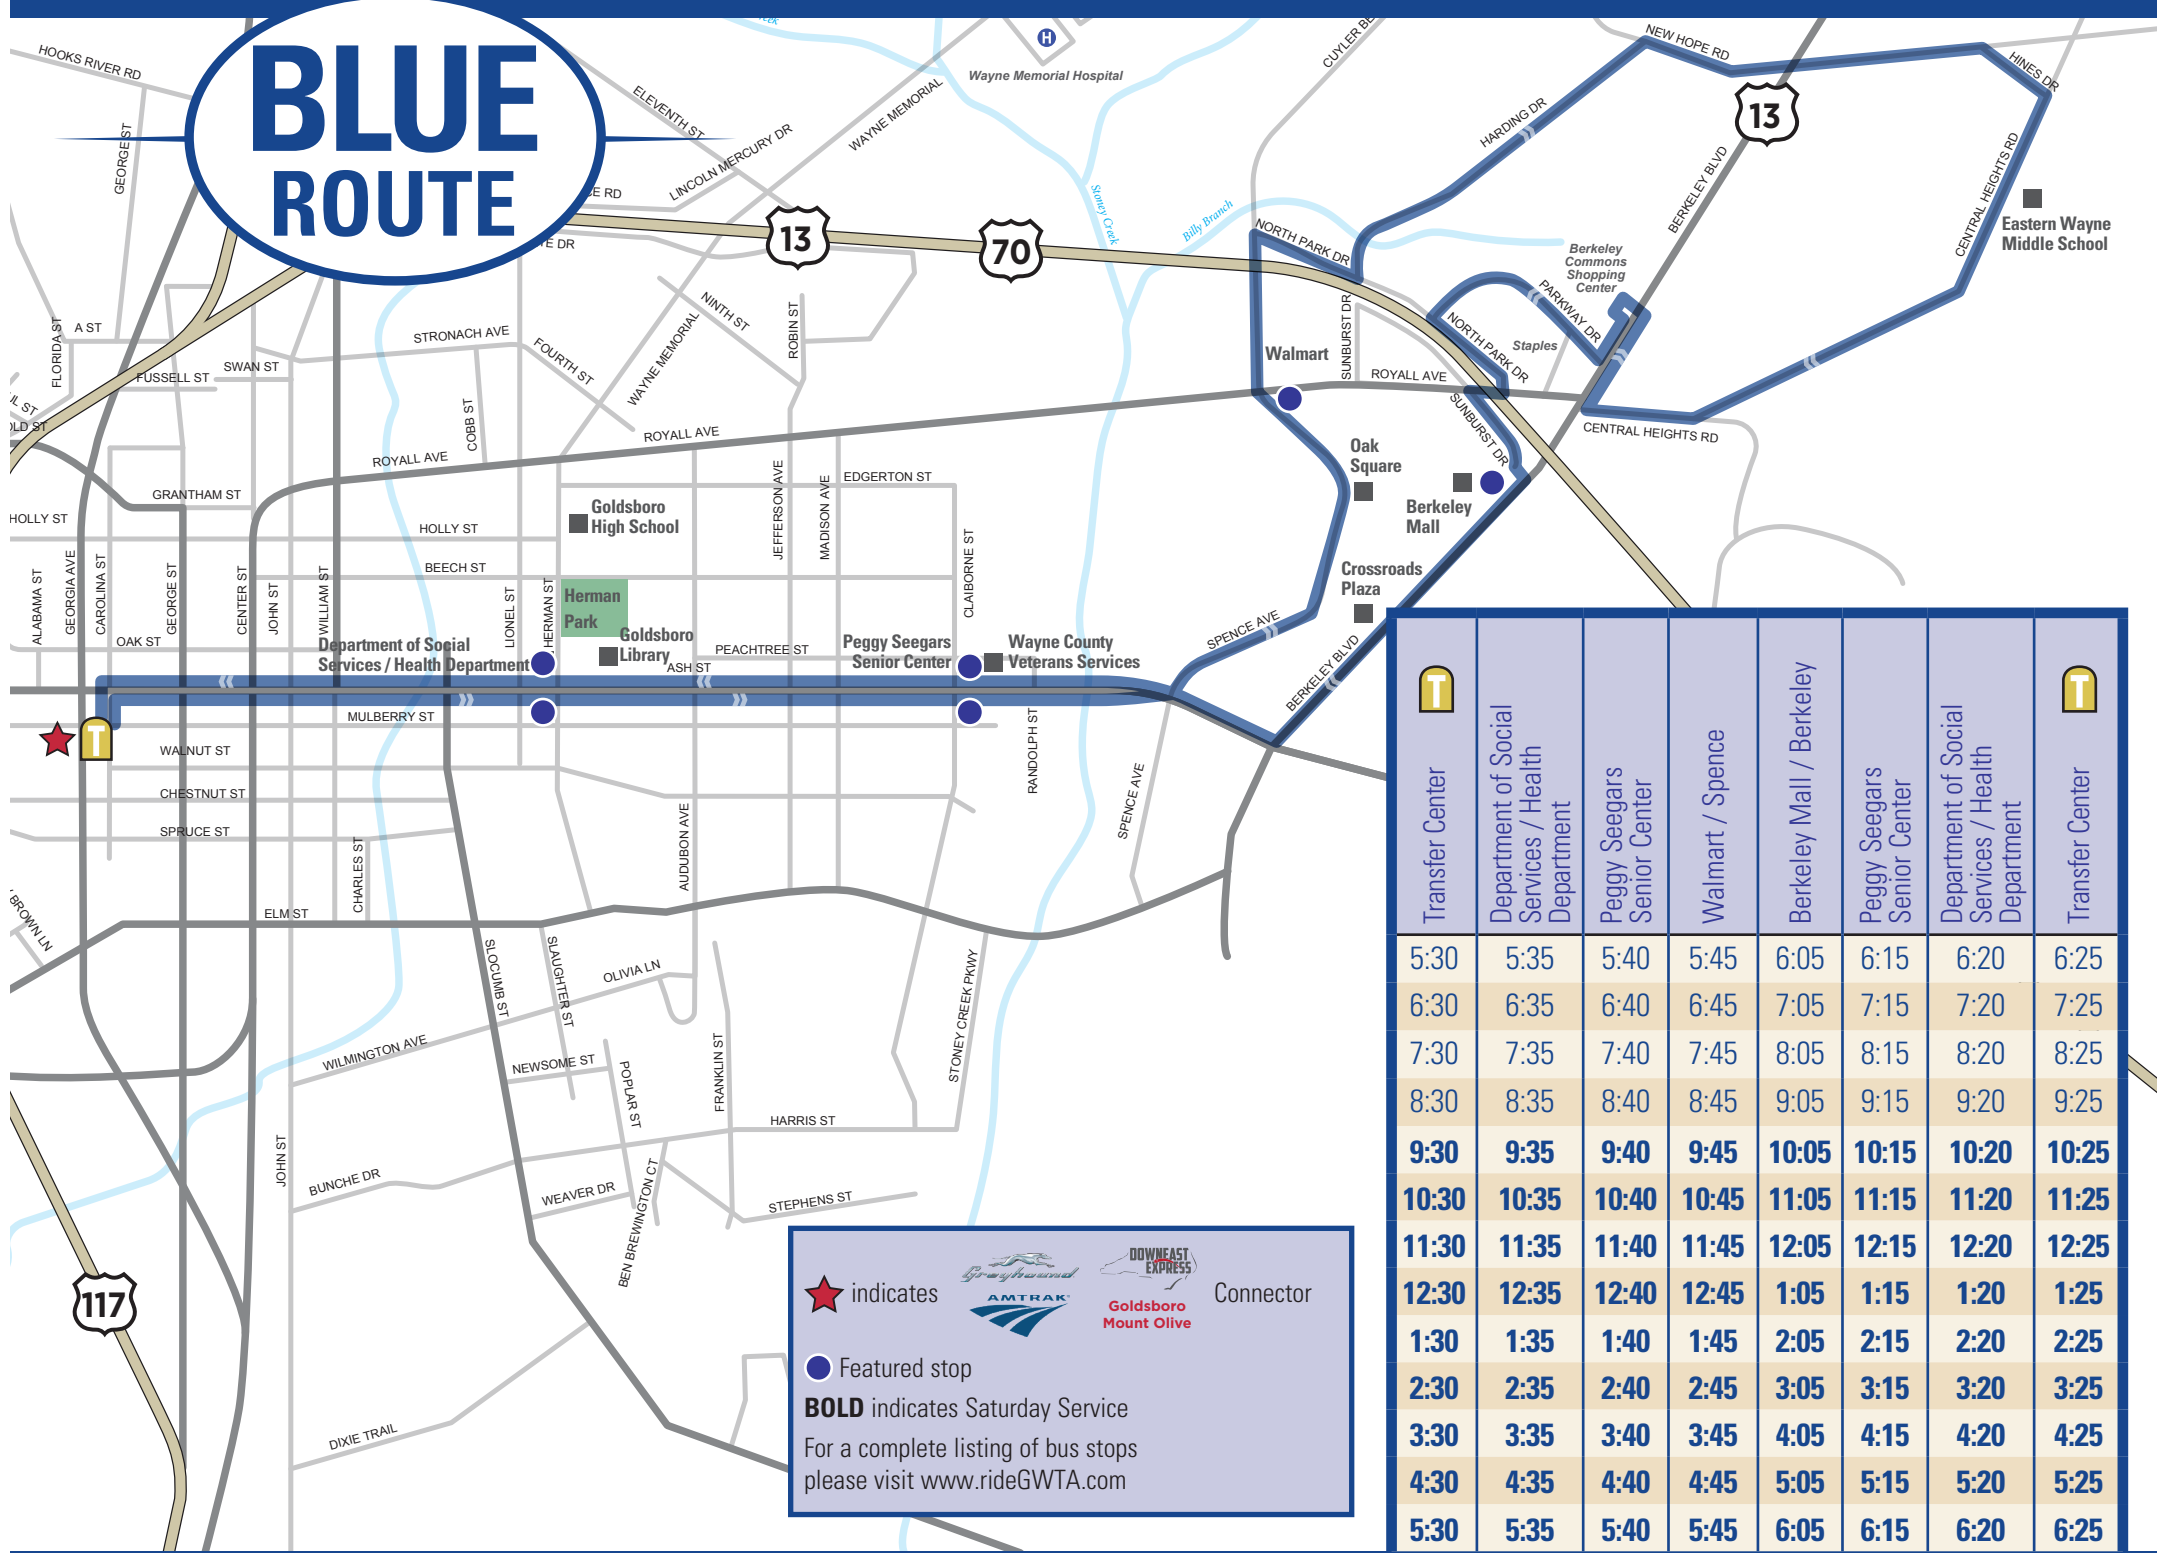 BLUE
ROUTE
HOOKS RIVER RD
GEORGE ST
ELEVENTH ST
LINCOLN MERCURY DR
WAYNE MEMORIAL
Wayne Memorial Hospital
H
CUYLER BE
NEW HOPE RD
HINES DR
HARDING DR
13
BERKELEY BLVD
CENTRAL HEIGHTS RD
Eastern Wayne
Middle School
Stoney Creek
Billy Branch
CE RD
13
70
NORTH PARK DR
Berkeley
Commons
Shopping
Center
PARKWAY DR
NORTH PARK DR
Staples
SUNBURST DR
Walmart
ROYALL AVE
SUNBURST DR
CENTRAL HEIGHTS RD
Oak
Square
Berkeley
Mall
Crossroads
Plaza
SPENCE AVE
BERKELEY BLVD
FLORIDA ST
A ST
FUSSELL ST
SWAN ST
STRONACH AVE
FOURTH ST
NINTH ST
WAYNE MEMORIAL
ROBIN ST
COBB ST
ROYALL AVE
ROYALL AVE
OLD ST
GRANTHAM ST
HOLLY ST
HOLLY ST
BEECH ST
EDGERTON ST
JEFFERSON AVE
MADISON AVE
CLAIBORNE ST
Goldsboro
High School
Herman
Park
Goldsboro
Library
ALABAMA ST
GEORGIA AVE
CAROLINA ST
GEORGE ST
CENTER ST
JOHN ST
WILLIAM ST
LIONEL ST
HERMAN ST
OAK ST
Department of Social
Services / Health Department
ASH ST
PEACHTREE ST
Peggy Seegars
Senior Center
Wayne County
Veterans Services
T
MULBERRY ST
WALNUT ST
CHESTNUT ST
SPRUCE ST
CHARLES ST
AUDUBON AVE
RANDOLPH ST
SPENCE AVE
BROWN LN
ELM ST
SLOCUMB ST
SLAUGHTER ST
OLIVIA LN
WILMINGTON AVE
NEWSOME ST
POPLAR ST
FRANKLIN ST
STONEY CREEK PKWY
HARRIS ST
JOHN ST
BUNCHE DR
WEAVER DR
BEN BREWINGTON CT
STEPHENS ST
DIXIE TRAIL
117
indicates
Greyhound
AMTRAK
DOWNEAST
EXPRESS
Goldsboro
Mount Olive
Connector
Featured stop
BOLD indicates Saturday Service
For a complete listing of bus stops
please visit www.rideGWTA.com
T T
Transfer Center
Department of Social
Services / Health
Department
Peggy Seegars
Senior Center
Walmart / Spence
Berkeley Mall / Berkeley
Peggy Seegars
Senior Center
Department of Social
Services / Health
Department
Transfer Center
5:30 5:35 5:40 5:45 6:05 6:15 6:20 6:25
6:30 6:35 6:40 6:45 7:05 7:15 7:20 7:25
7:30 7:35 7:40 7:45 8:05 8:15 8:20 8:25
8:30 8:35 8:40 8:45 9:05 9:15 9:20 9:25
9:30 9:35 9:40 9:45 10:05 10:15 10:20 10:25
10:30 10:35 10:40 10:45 11:05 11:15 11:20 11:25
11:30 11:35 11:40 11:45 12:05 12:15 12:20 12:25
12:30 12:35 12:40 12:45 1:05 1:15 1:20 1:25
1:30 1:35 1:40 1:45 2:05 2:15 2:20 2:25
2:30 2:35 2:40 2:45 3:05 3:15 3:20 3:25
3:30 3:35 3:40 3:45 4:05 4:15 4:20 4:25
4:30 4:35 4:40 4:45 5:05 5:15 5:20 5:25
5:30 5:35 5:40 5:45 6:05 6:15 6:20 6:25